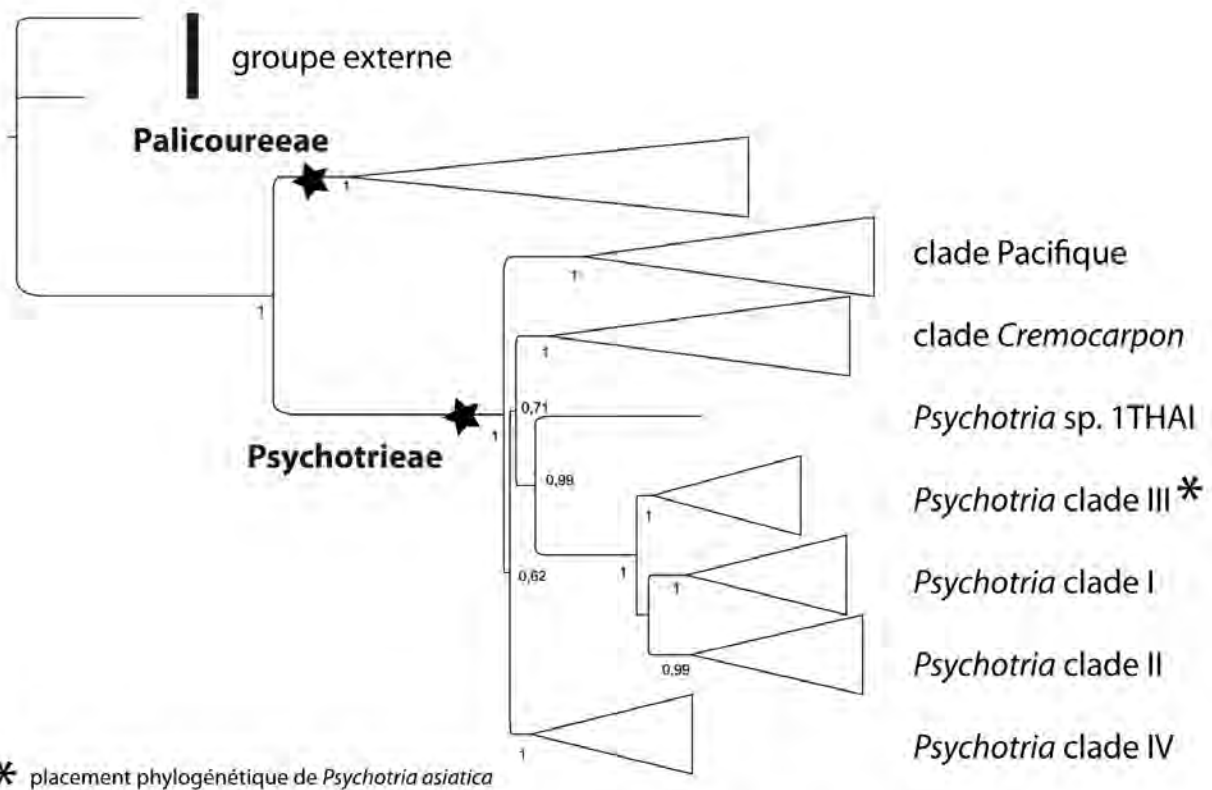 groupe externe
Palicoureeae
1
clade Pacifique
1
1
clade Cremocarpon
1
0,71
Psychotria sp. 1THAI
1
Psychotrieae
0,99
Psychotria clade III*
1
0,62
1
1
Psychotria clade I
0,99
Psychotria clade II
1
Psychotria clade IV
* placement phylogénétique de Psychotria asiatica